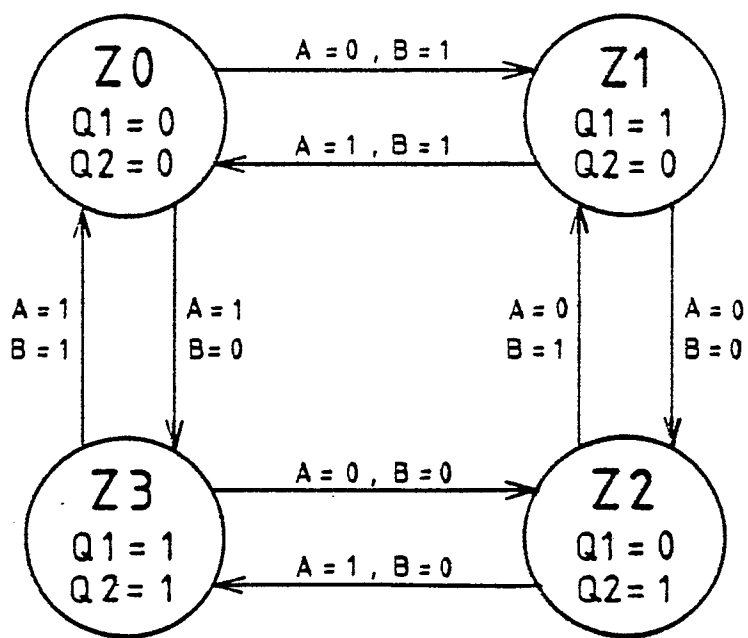 Z0
Q1 = 0
Q2 = 0
A = 0 , B = 1
A = 1 , B = 1
Z1
Q1 = 1
Q2 = 0
A = 1
B = 1
A = 1
B = 0
A = 0
B = 1
A = 0
B = 0
Z3
Q1 = 1
Q2 = 1
A = 0 , B = 0
A = 1 , B = 0
Z2
Q1 = 0
Q2 = 1